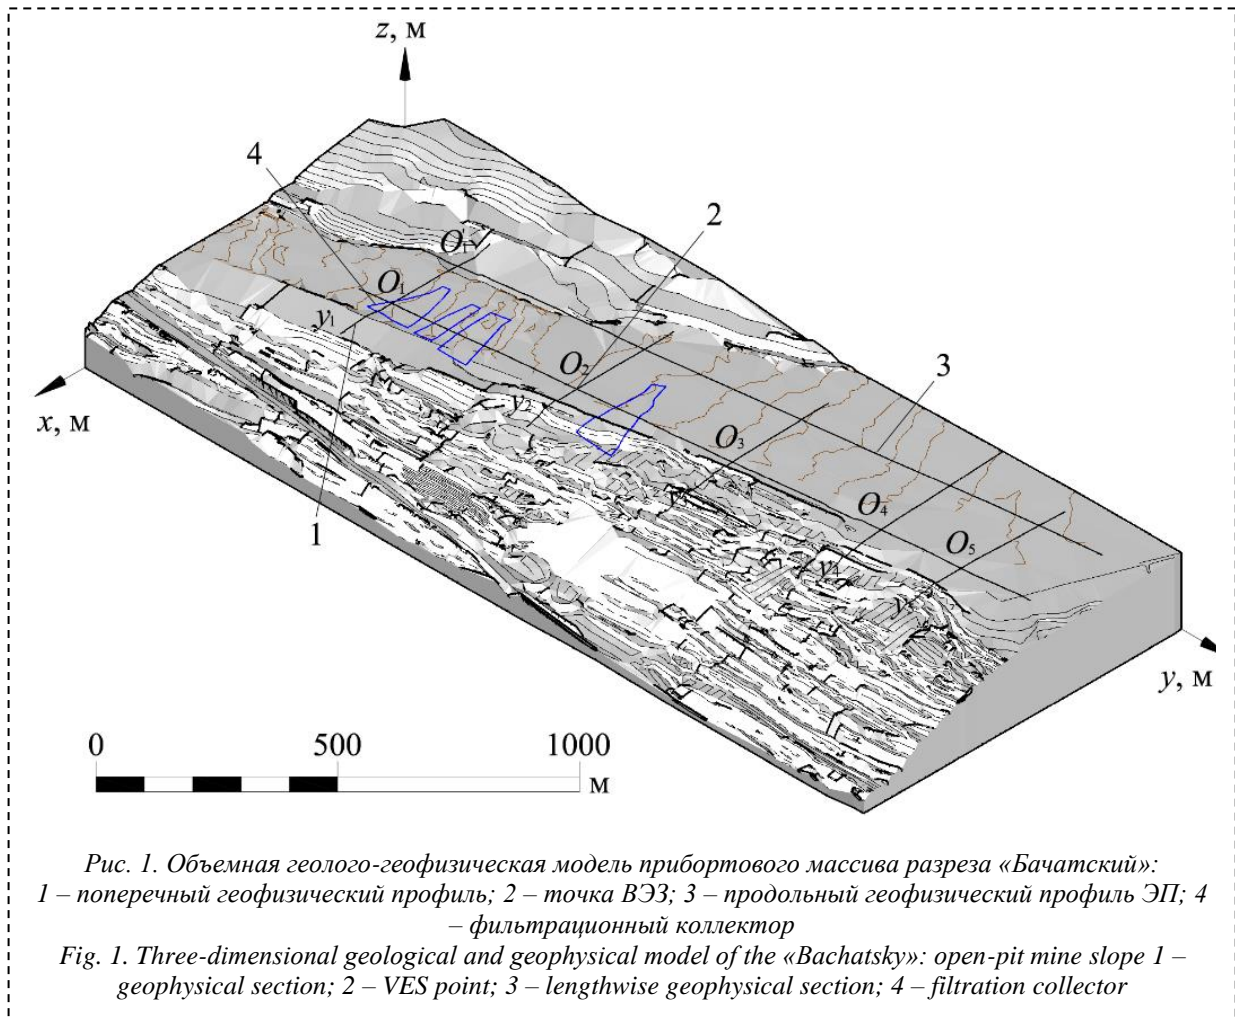 z, м
4
2
O₁'
O₁
3
y₁
O₂
x, м
y₂
O₃
y₃
O₄
1
O₅
y₄
y₅
y, м
0 500 1000
м
Рис. 1. Объемная геолого-геофизическая модель прибортового массива разреза «Бачатский»:
1 – поперечный геофизический профиль; 2 – точка ВЭЗ; 3 – продольный геофизический профиль ЭП; 4
– фильтрационный коллектор
Fig. 1. Three-dimensional geological and geophysical model of the «Bachatsky»: open-pit mine slope 1 –
geophysical section; 2 – VES point; 3 – lengthwise geophysical section; 4 – filtration collector